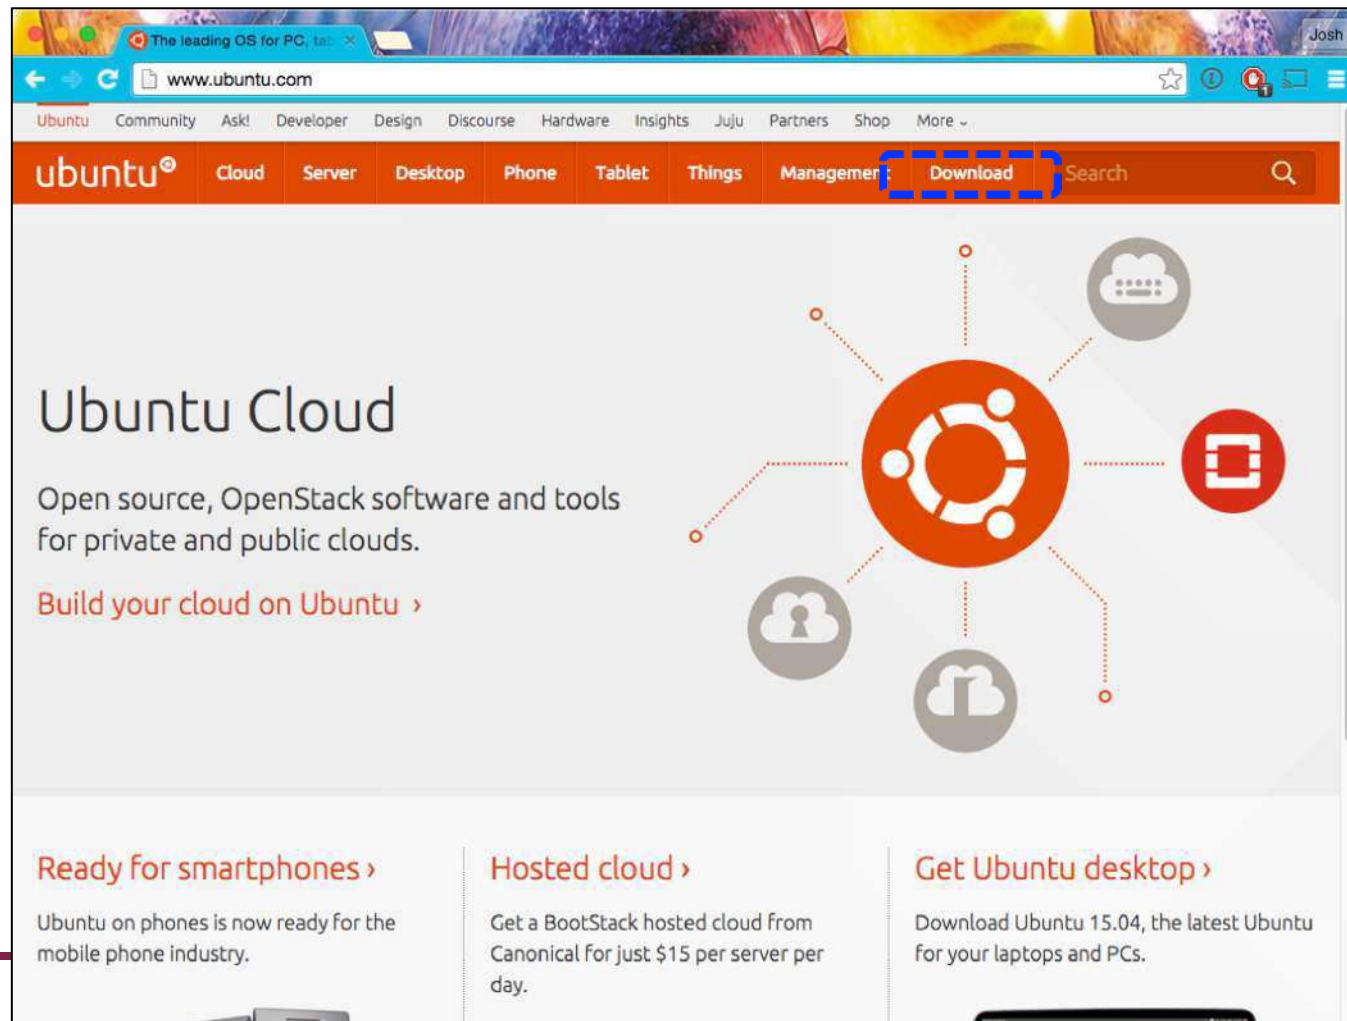 The leading OS for PC, tab
Josh
www.ubuntu.com
1
Ubuntu Community Ask! Developer Design Discourse Hardware Insights Juju Partners Shop More
ubuntu Cloud Server Desktop Phone Tablet Things Management Download Search
Ubuntu Cloud
Open source, OpenStack software and tools
for private and public clouds.
Build your cloud on Ubuntu ›
Ready for smartphones ›
Ubuntu on phones is now ready for the
mobile phone industry.
Hosted cloud ›
Get a BootStack hosted cloud from
Canonical for just $15 per server per
day.
Get Ubuntu desktop ›
Download Ubuntu 15.04, the latest Ubuntu
for your laptops and PCs.